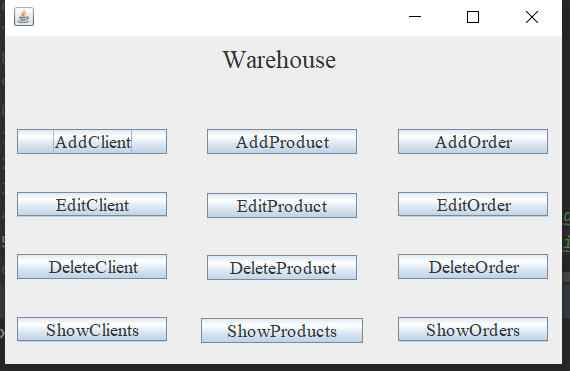 Warehouse
AddClient AddProduct AddOrder
EditClient EditProduct EditOrder
DeleteClient DeleteProduct DeleteOrder
ShowClients ShowProducts ShowOrders